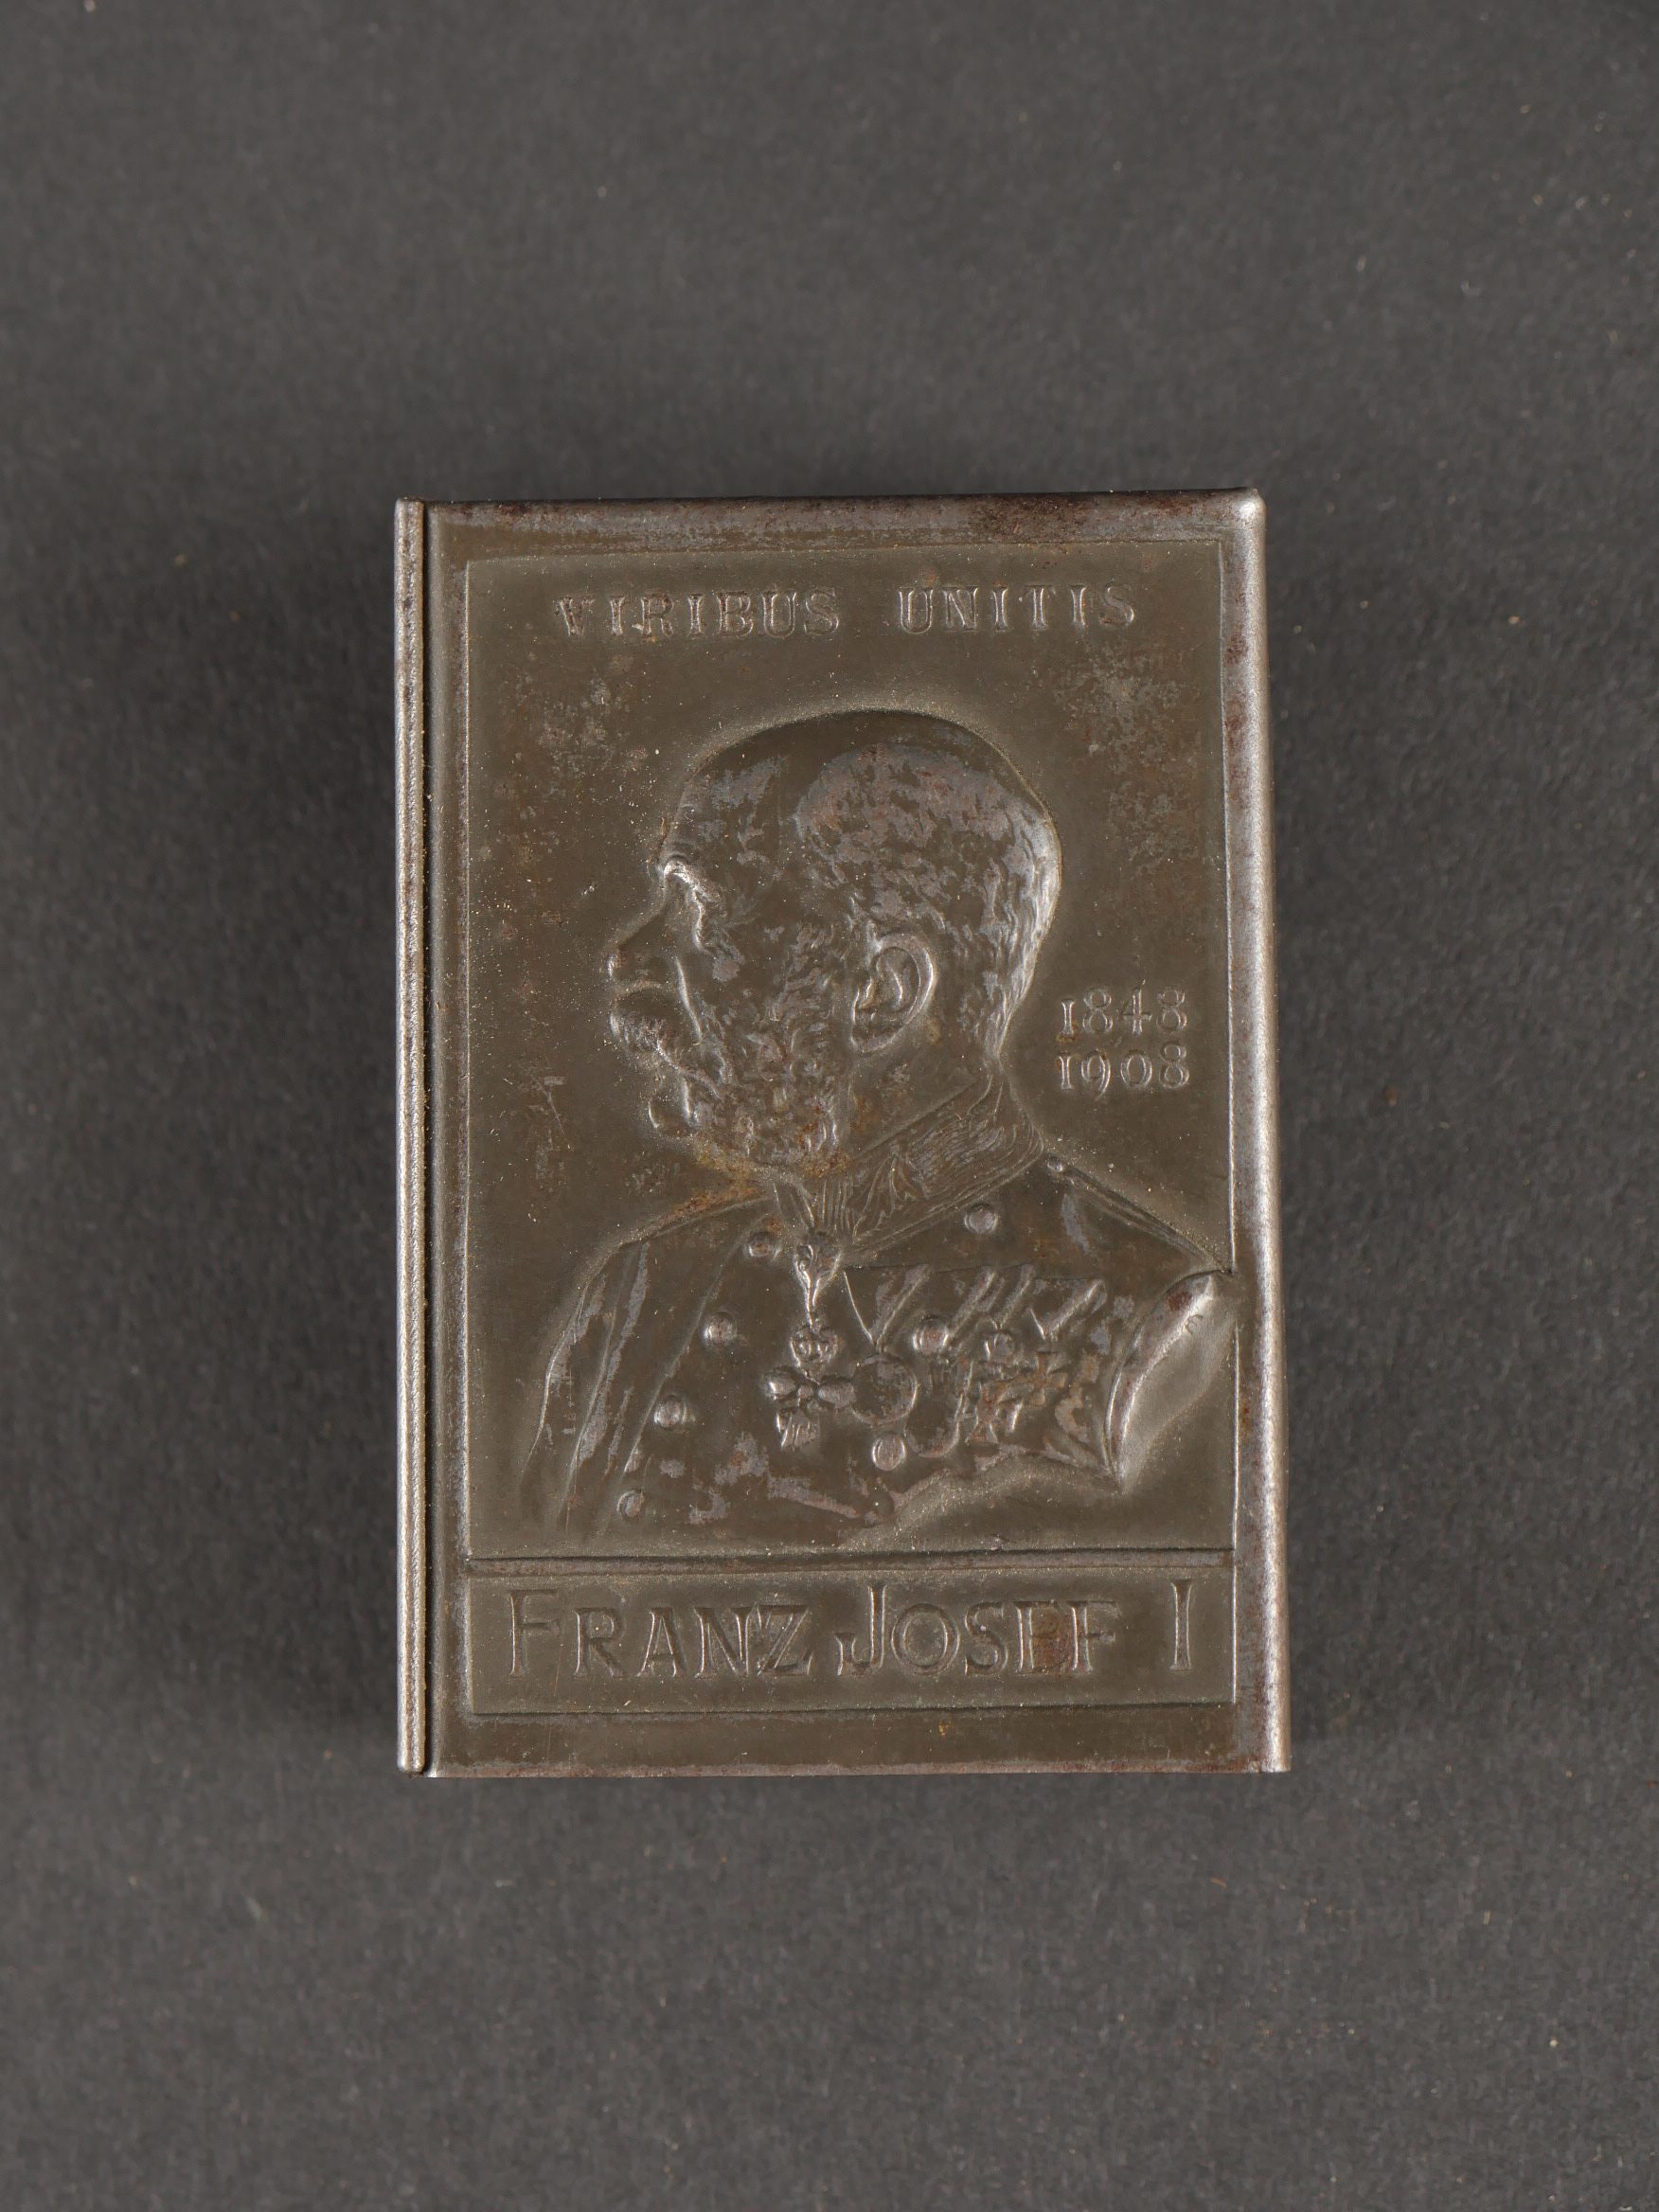 VIRIBUS UNITIS
1848
1908
FRANZ JOSEF I